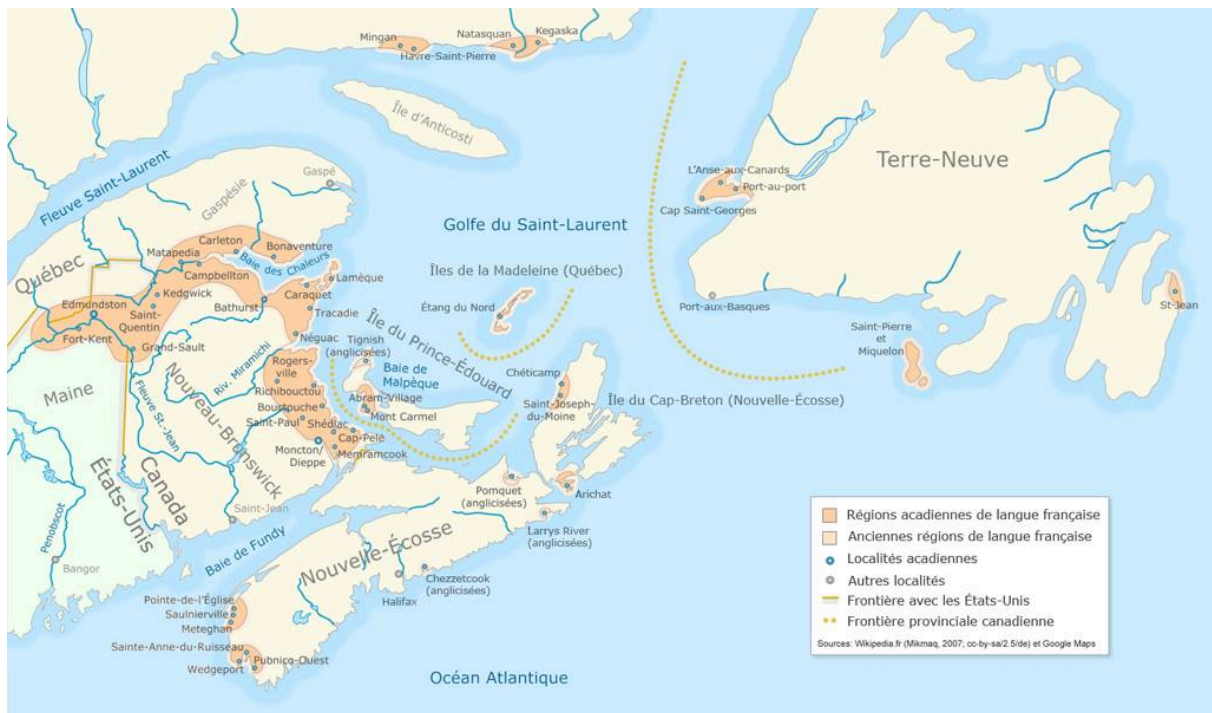 Mingan
Havre-Saint-Pierre
Natasquan
Kegaska
Île d'Anticosti
Fleuve Saint-Laurent
Gaspé
Gaspésie
Golfe du Saint-Laurent
Terre-Neuve
L'Anse-aux-Canards
Port-au-port
Cap Saint-Georges
Port-aux-Basques
St-Jean
Saint-Pierre
et
Miquelon
Québec
Matapedia
Carleton
Bonaventure
Baie des Chaleurs
Campbellton
Kedgwick
Edmundston
Saint-
Quentin
Fort-Kent
Grand-Sault
Bathurst
Lamèque
Caraquet
Tracadie
Néguac
Îles de la Madeleine (Québec)
Étang du Nord
Île du Prince-Édouard
Tignish
(anglicisées)
Baie de
Malpèque
Abram-Village
Mont Carmel
Riv. Miramichi
Rogers-
ville
Richibouctou
Bouctouche
Saint-Paul
Shédiac
Cap-Pelé
Memramcook
Moncton/
Dieppe
Chéticamp
Saint-Joseph-
du-Moine
Île du Cap-Breton (Nouvelle-Écosse)
Maine
Fleuve St.-Jean
Nouveau-Brunswick
États-Unis
Canada
Penobscot
Bangor
Saint-Jean
Baie de Fundy
Nouvelle-Écosse
Pomquet
(anglicisées)
Arichat
Larrys River
(anglicisées)
Chezzetcook
(anglicisées)
Halifax
Pointe-de-l'Église
Saulnierville
Meteghan
Sainte-Anne-du-Ruisseau
Wedgeport
Pubnico-Ouest
Océan Atlantique
Régions acadiennes de langue française
Anciennes régions de langue française
Localités acadiennes
Autres localités
Frontière avec les États-Unis
Frontière provinciale canadienne
Sources: Wikipedia.fr (Mikmaq, 2007; cc-by-sa/2.5/de) et Google Maps